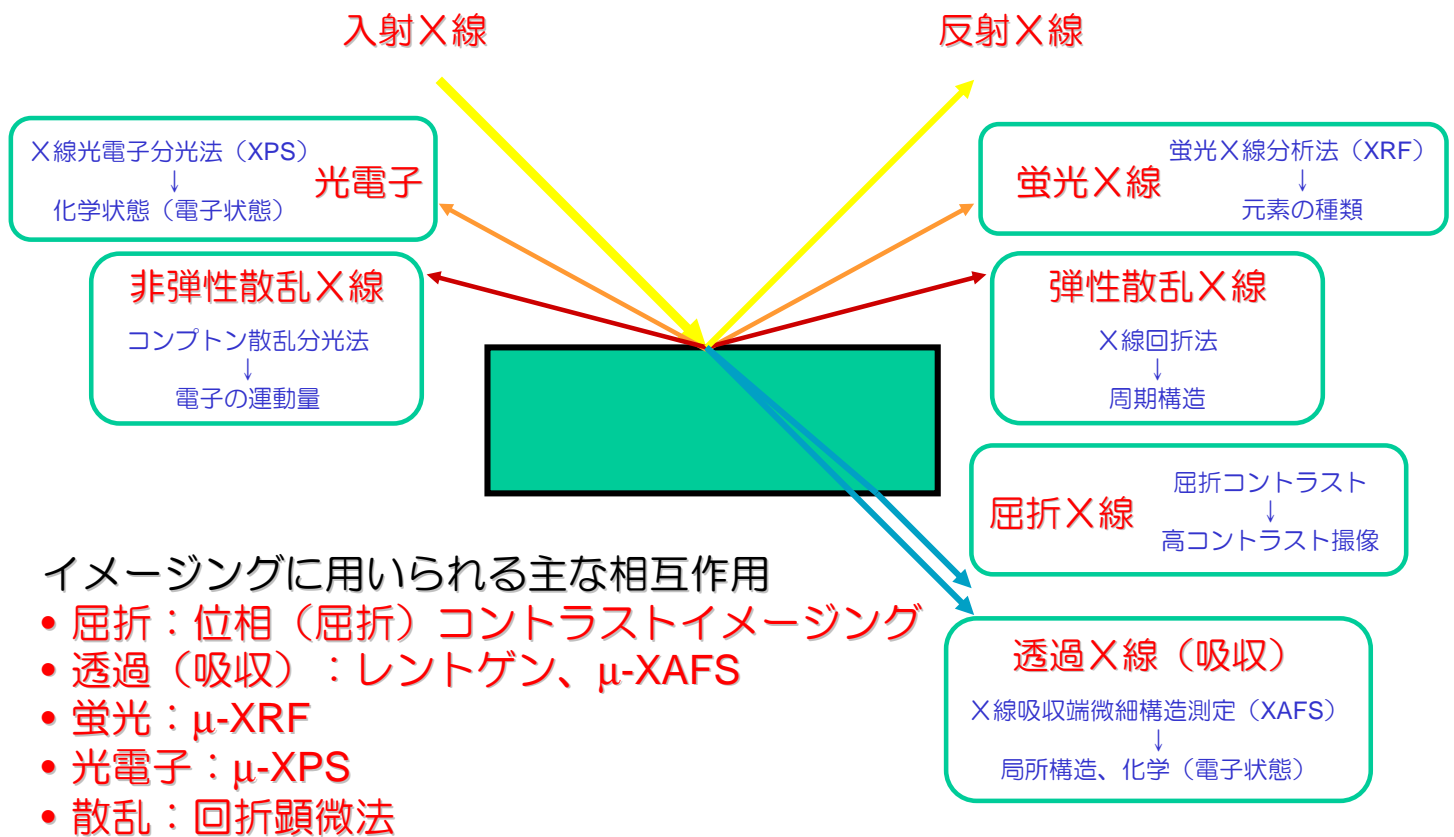 入射X線
反射X線
X線光電子分光法（XPS）
↓
化学状態（電子状態）
光電子
蛍光X線
蛍光X線分析法（XRF）
↓
元素の種類
非弾性散乱X線
コンプトン散乱分光法
↓
電子の運動量
弾性散乱X線
X線回折法
↓
周期構造
屈折X線
屈折コントラスト
↓
高コントラスト撮像
イメージングに用いられる主な相互作用
• 屈折：位相（屈折）コントラストイメージング
• 透過（吸収）：レントゲン、μ-XAFS
• 蛍光：μ-XRF
• 光電子：μ-XPS
• 散乱：回折顕微法
透過X線（吸収）
X線吸収端微細構造測定（XAFS）
↓
局所構造、化学（電子状態）